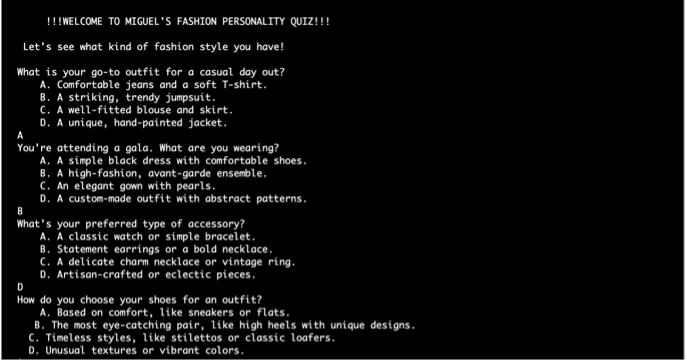 !!!WELCOME TO MIGUEL'S FASHION PERSONALITY QUIZ!!!
Let's see what kind of fashion style you have!
What is your go-to outfit for a casual day out?
A. Comfortable jeans and a soft T-shirt.
B. A striking, trendy jumpsuit.
C. A well-fitted blouse and skirt.
D. A unique, hand-painted jacket.
A
You're attending a gala. What are you wearing?
A. A simple black dress with comfortable shoes.
B. A high-fashion, avant-garde ensemble.
C. An elegant gown with pearls.
D. A custom-made outfit with abstract patterns.
B
What's your preferred type of accessory?
A. A classic watch or simple bracelet.
B. Statement earrings or a bold necklace.
C. A delicate charm necklace or vintage ring.
D. Artisan-crafted or eclectic pieces.
D
How do you choose your shoes for an outfit?
A. Based on comfort, like sneakers or flats.
B. The most eye-catching pair, like high heels with unique designs.
C. Timeless styles, like stilettos or classic loafers.
D. Unusual textures or vibrant colors.